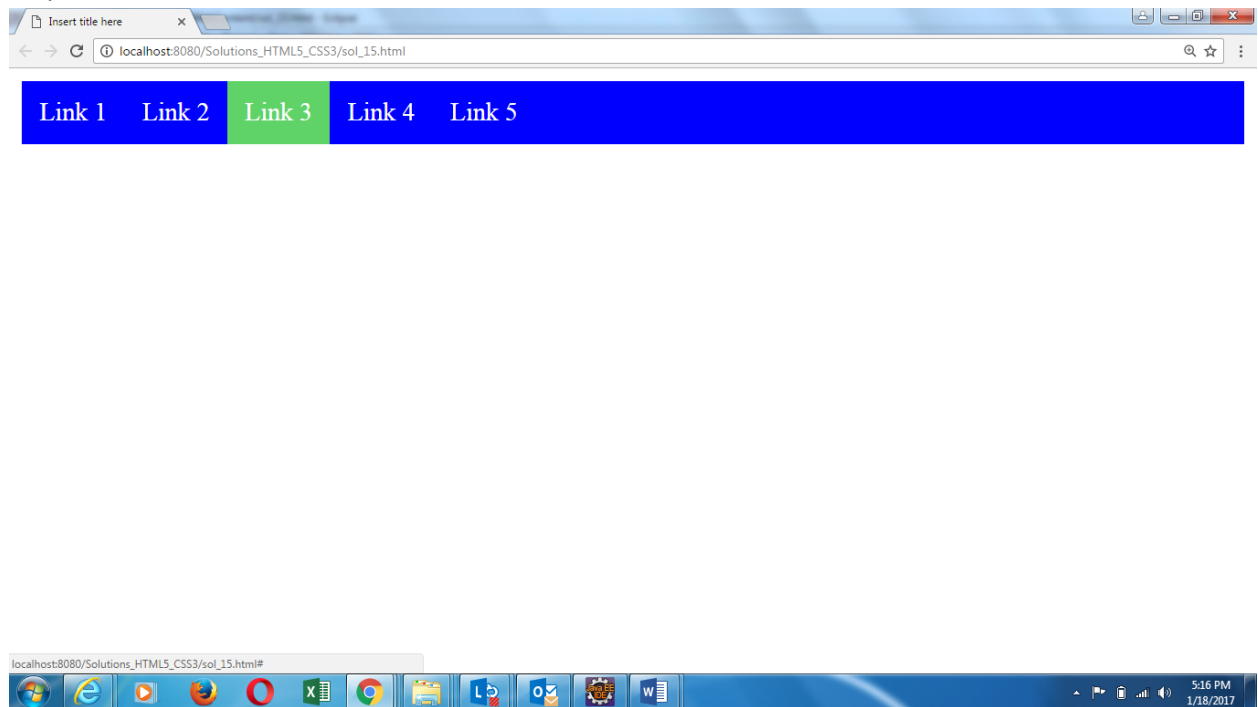 Insert title here
localhost:8080/Solutions_HTML5_CSS3/sol_15.html
Link 1 Link 2 Link 3 Link 4 Link 5
localhost:8080/Solutions_HTML5_CSS3/sol_15.html#
5:16 PM
1/18/2017